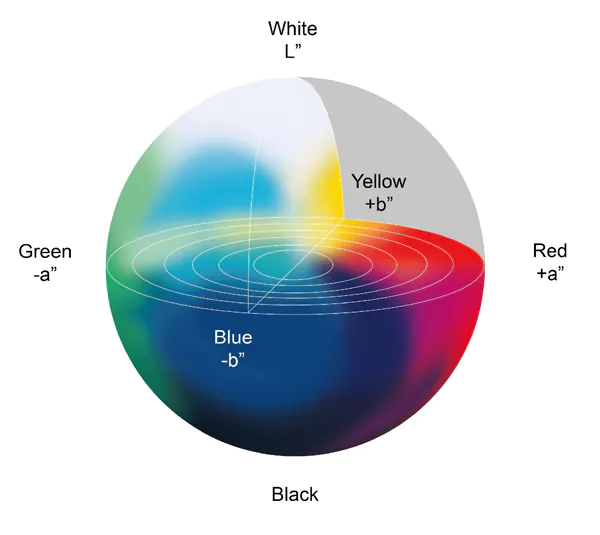 White
L”
Yellow
+b”
Green
-a”
Red
+a”
Blue
-b”
Black